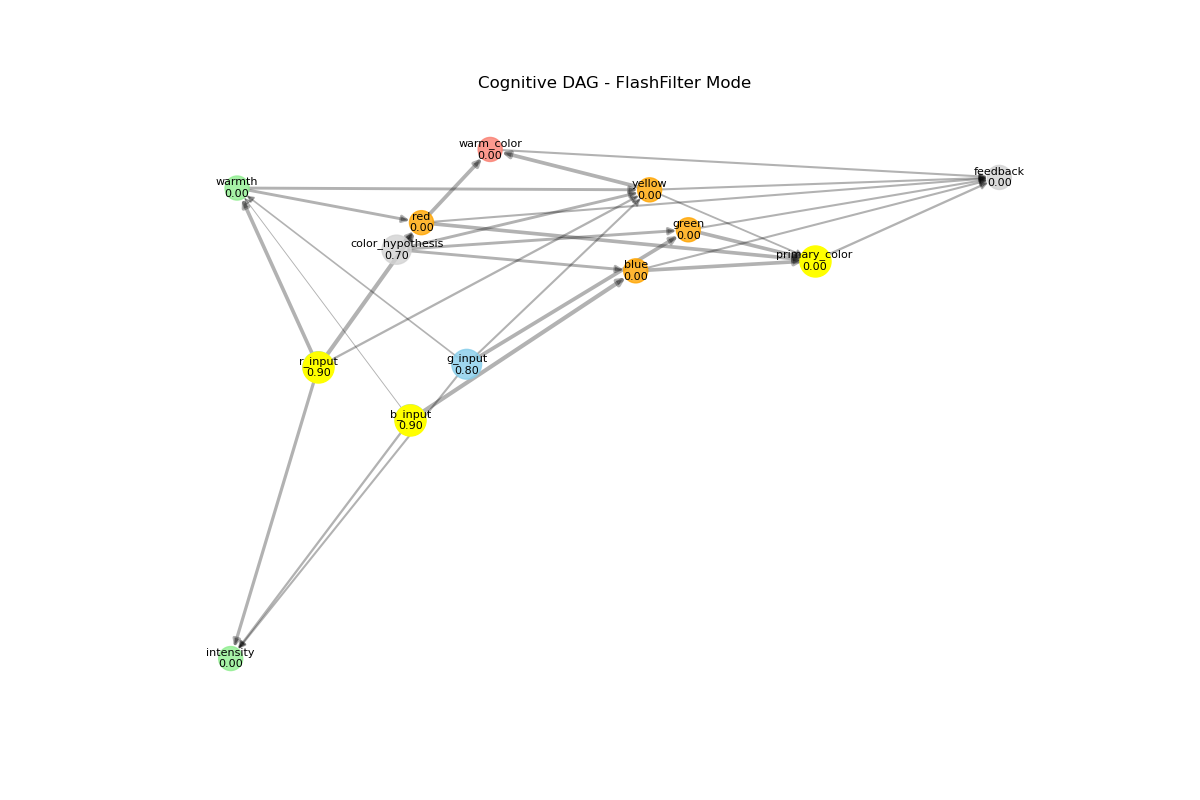 Cognitive DAG - FlashFilter Mode
warm_color
0.00
feedback
0.00
warmth
0.00
yellow
0.00
red
0.00
green
0.00
color_hypothesis
0.70
primary_color
0.00
blue
0.00
r_input
0.90
g_input
0.80
b_input
0.90
intensity
0.00